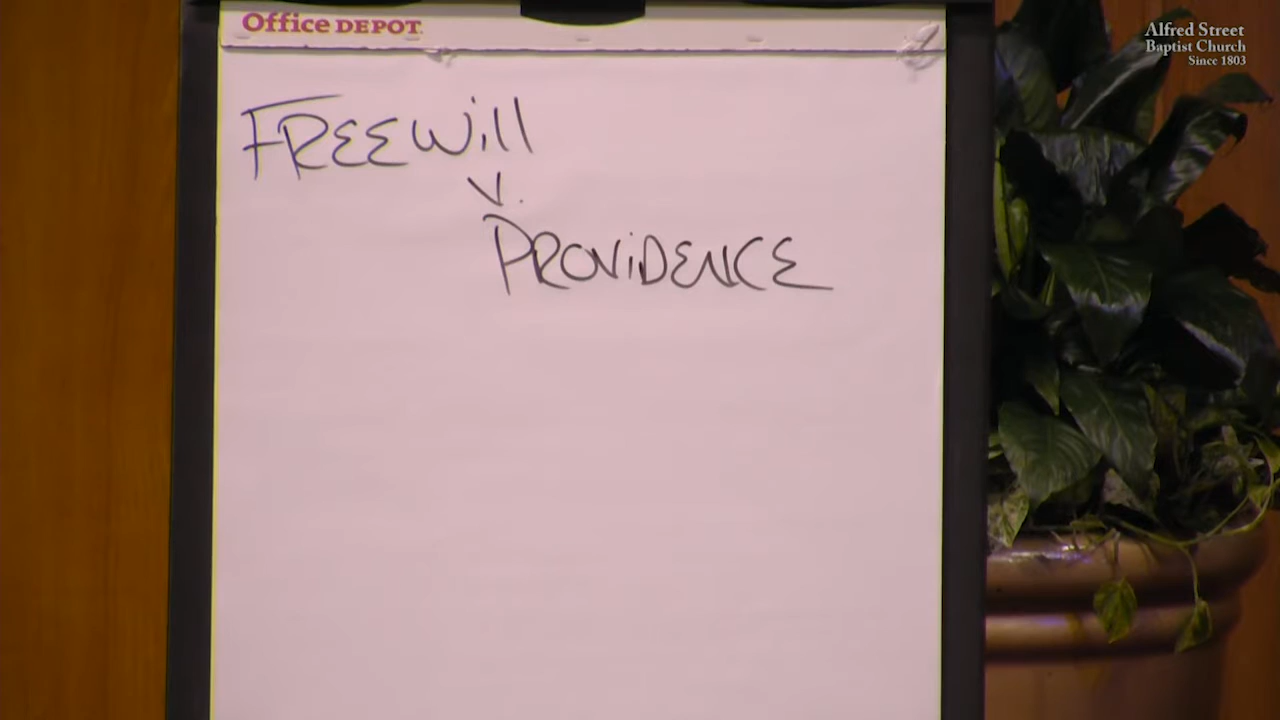 Office DEPOT
Alfred Street
Baptist Church
Since 1803
FREEWill
V.
PROViDENCE